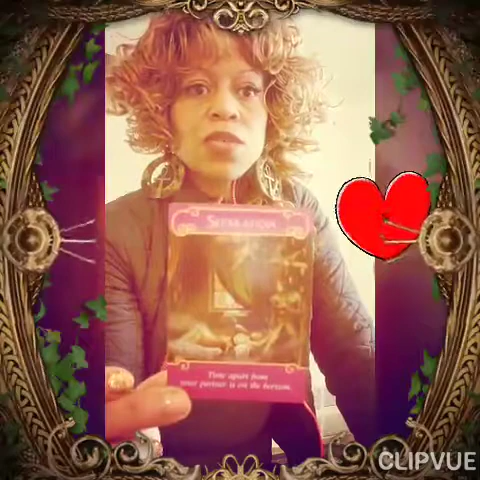 SEPARATION
Time apart from
your partner is on the horizon.
CLIPVUE